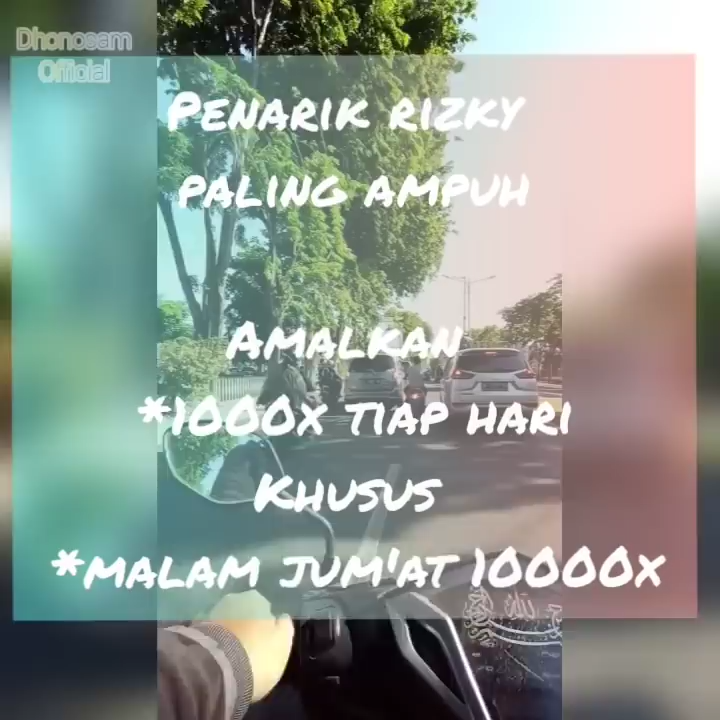 Dhonosam
Official
Penarik rizky
paling ampuh
Amalkan
*1000x tiap hari
Khusus
*malam jum'at 10000x